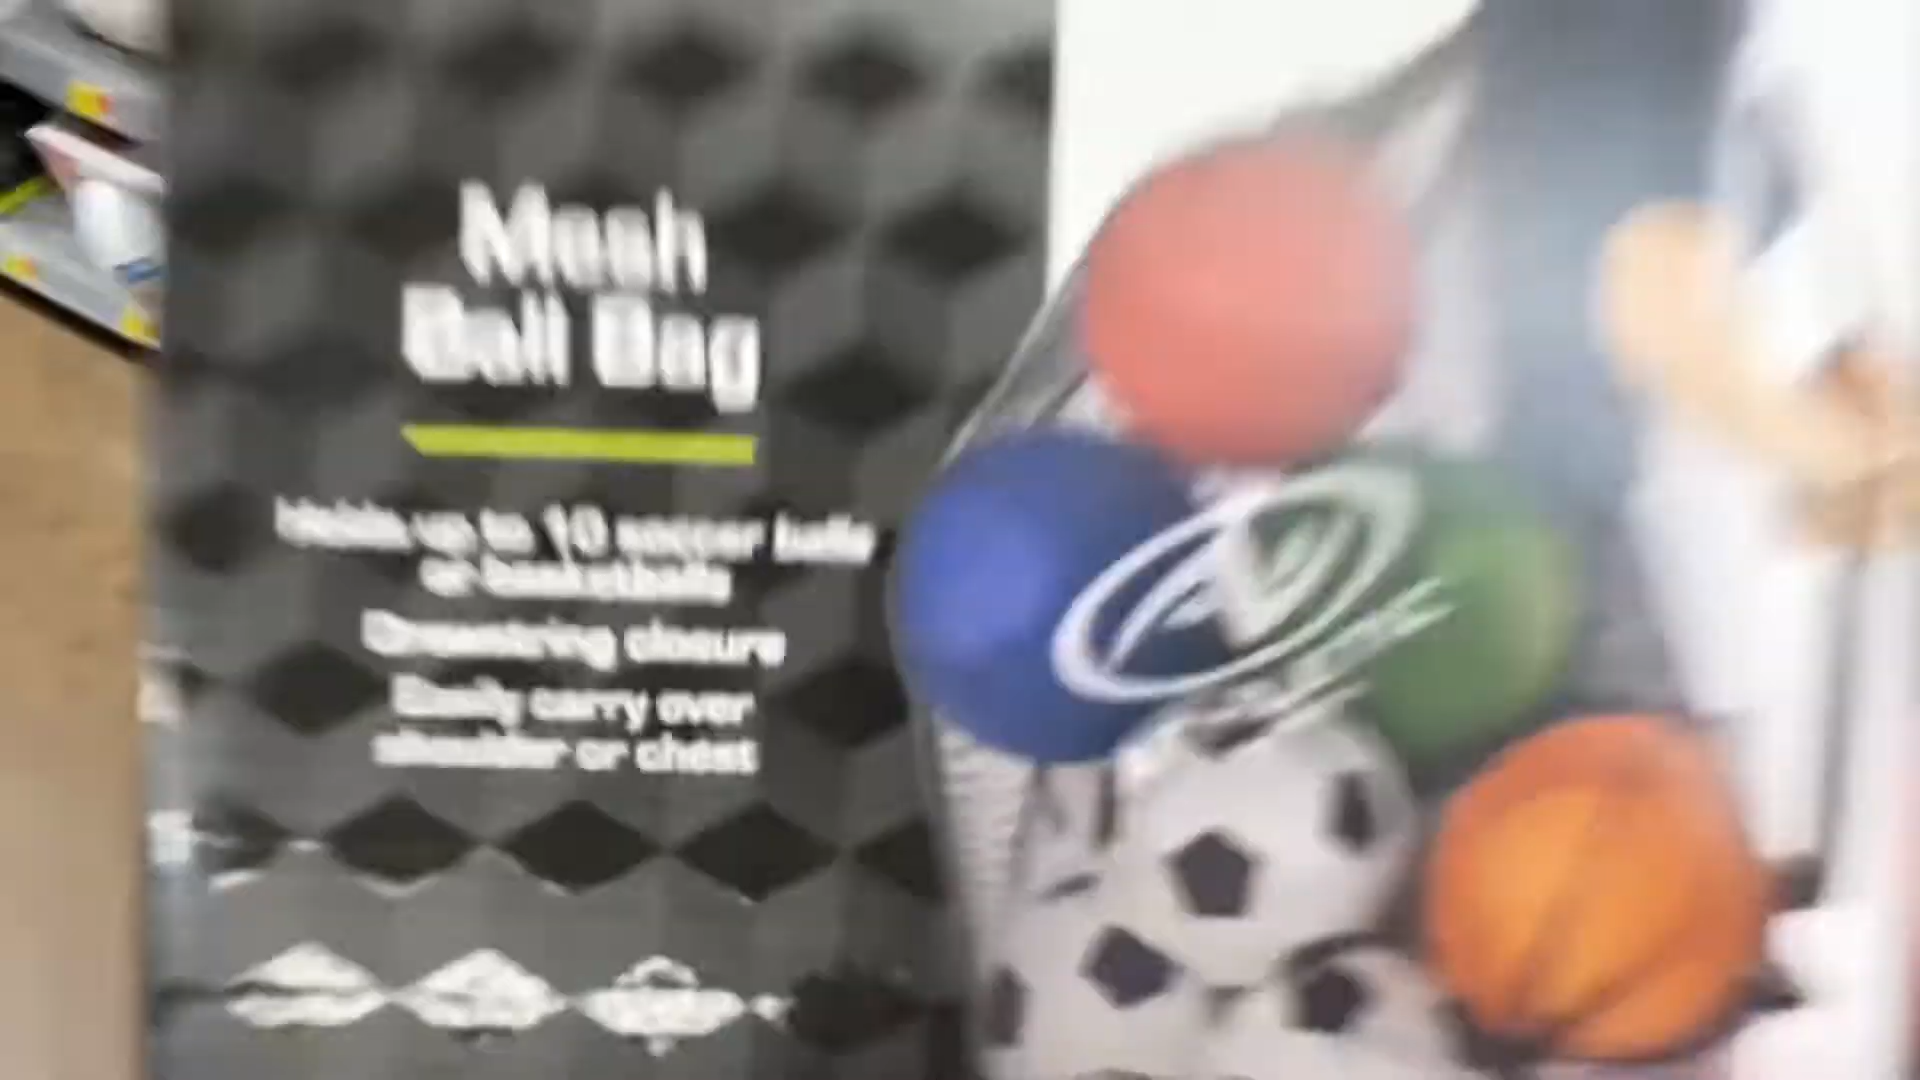 Mesh
Ball Bag
Holds up to 10 soccer balls
or basketballs
Drawstring closure
Easily carry over
shoulder or chest